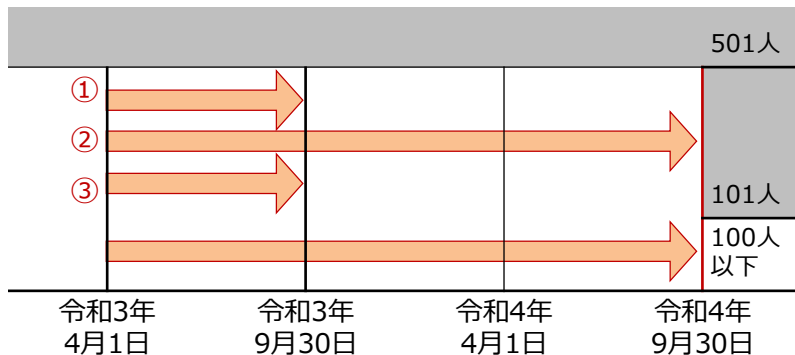 501人
①
②
③
101人
100人
以下
令和3年
4月1日
令和3年
9月30日
令和4年
4月1日
令和4年
9月30日